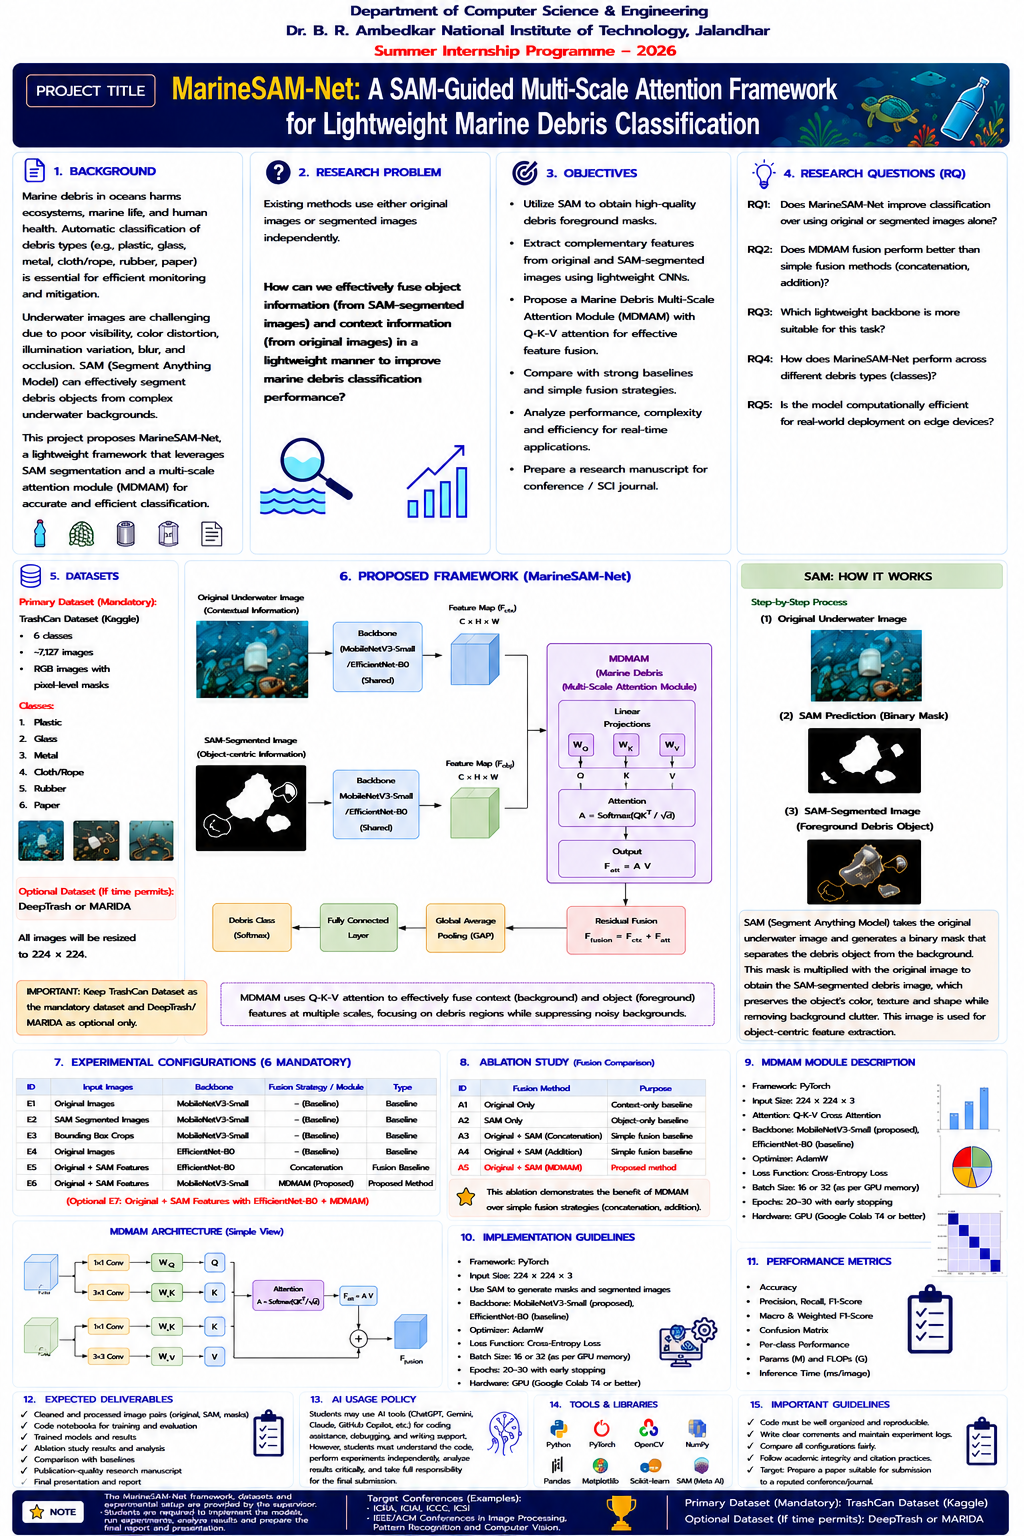 Department of Computer Science & Engineering
Dr. B. R. Ambedkar National Institute of Technology, Jalandhar
Summer Internship Programme – 2026
PROJECT TITLE
MarineSAM-Net: A SAM-Guided Multi-Scale Attention Framework
for Lightweight Marine Debris Classification
1. BACKGROUND
Marine debris in oceans harms
ecosystems, marine life, and human
health. Automatic classification of
debris types (e.g., plastic, glass,
metal, cloth/rope, rubber, paper)
is essential for efficient monitoring
and mitigation.
Underwater images are challenging
due to poor visibility, color distortion,
illumination variation, blur, and
occlusion. SAM (Segment Anything
Model) can effectively segment
debris objects from complex
underwater backgrounds.
This project proposes MarineSAM-Net,
a lightweight framework that leverages
SAM segmentation and a multi-scale
attention module (MDMAM) for
accurate and efficient classification.
2. RESEARCH PROBLEM
Existing methods use either original
images or segmented images
independently.
How can we effectively fuse object
information (from SAM-segmented
images) and context information
(from original images) in a
lightweight manner to improve
marine debris classification
performance?
3. OBJECTIVES
• Utilize SAM to obtain high-quality
debris foreground masks.
• Extract complementary features
from original and SAM-segmented
images using lightweight CNNs.
• Propose a Marine Debris Multi-Scale
Attention Module (MDMAM) with
Q-K-V attention for effective
feature fusion.
• Compare with strong baselines
and simple fusion strategies.
• Analyze performance, complexity
and efficiency for real-time
applications.
• Prepare a research manuscript for
conference / SCI journal.
4. RESEARCH QUESTIONS (RQ)
RQ1: Does MarineSAM-Net improve classification
over using original or segmented images alone?
RQ2: Does MDMAM fusion perform better than
simple fusion methods (concatenation,
addition)?
RQ3: Which lightweight backbone is more
suitable for this task?
RQ4: How does MarineSAM-Net perform across
different debris types (classes)?
RQ5: Is the model computationally efficient
for real-world deployment on edge devices?
5. DATASETS
Primary Dataset (Mandatory):
TrashCan Dataset (Kaggle)
• 6 classes
• ~7,127 images
• RGB images with
pixel-level masks
Classes:
1. Plastic
2. Glass
3. Metal
4. Cloth/Rope
5. Rubber
6. Paper
Optional Dataset (If time permits):
DeepTrash or MARIDA
All images will be resized
to 224 × 224.
IMPORTANT: Keep TrashCan Dataset as
the mandatory dataset and DeepTrash/
MARIDA as optional only.
6. PROPOSED FRAMEWORK (MarineSAM-Net)
Original Underwater Image
(Contextual Information)
Backbone
(MobileNetV3-Small
/EfficientNet-B0
(Shared)
Feature Map (Fctx)
C × H × W
SAM-Segmented Image
(Object-centric Information)
Backbone
MobileNetV3-Small
/EfficientNet-B0
(Shared)
Feature Map (Fobj)
C × H × W
MDMAM
(Marine Debris
(Multi-Scale Attention Module)
Linear
Projections
WQ WK WV
Q K V
Attention
A = Softmax(QKᵀ / √d)
Output
Fatt = A V
Residual Fusion
Ffusion = Fctx + Fatt
Global Average
Pooling (GAP)
Fully Connected
Layer
Debris Class
(Softmax)
MDMAM uses Q-K-V attention to effectively fuse context (background) and object (foreground)
features at multiple scales, focusing on debris regions while suppressing noisy backgrounds.
SAM: HOW IT WORKS
Step-by-Step Process
(1) Original Underwater Image
(2) SAM Prediction (Binary Mask)
(3) SAM-Segmented Image
(Foreground Debris Object)
SAM (Segment Anything Model) takes the original
underwater image and generates a binary mask that
separates the debris object from the background.
This mask is multiplied with the original image to
obtain the SAM-segmented debris image, which
preserves the object's color, texture and shape while
removing background clutter. This image is used for
object-centric feature extraction.
7. EXPERIMENTAL CONFIGURATIONS (6 MANDATORY)
ID Input Images Backbone Fusion Strategy / Module Type
E1 Original Images MobileNetV3-Small – (Baseline) Baseline
E2 SAM Segmented Images MobileNetV3-Small – (Baseline) Baseline
E3 Bounding Box Crops MobileNetV3-Small – (Baseline) Baseline
E4 Original Images EfficientNet-B0 – (Baseline) Baseline
E5 Original + SAM Features EfficientNet-B0 Concatenation Fusion Baseline
E6 Original + SAM Features MobileNetV3-Small MDMAM (Proposed) Proposed Method
(Optional E7: Original + SAM Features with EfficientNet-B0 + MDMAM)
8. ABLATION STUDY (Fusion Comparison)
ID Fusion Method Purpose
A1 Original Only Context-only baseline
A2 SAM Only Object-only baseline
A3 Original + SAM (Concatenation) Simple fusion baseline
A4 Original + SAM (Addition) Simple fusion baseline
A5 Original + SAM (MDMAM) Proposed method
This ablation demonstrates the benefit of MDMAM
over simple fusion strategies (concatenation, addition).
9. MDMAM MODULE DESCRIPTION
• Framework: PyTorch
• Input Size: 224 × 224 × 3
• Attention: Q-K-V Cross Attention
• Backbone: MobileNetV3-Small (proposed),
EfficientNet-B0 (baseline)
• Optimizer: AdamW
• Loss Function: Cross-Entropy Loss
• Batch Size: 16 or 32 (as per GPU memory)
• Epochs: 20–30 with early stopping
• Hardware: GPU (Google Colab T4 or better)
MDMAM ARCHITECTURE (Simple View)
1×1 Conv WQ Q
3×1 Conv W K K
1×1 Conv W K K
3×3 Conv W V V
Attention
A = Softmax(QKᵀ/√d)
Fatt = A V
+
Ffusion
10. IMPLEMENTATION GUIDELINES
• Framework: PyTorch
• Input Size: 224 × 224 × 3
• Use SAM to generate masks and segmented images
• Backbone: MobileNetV3-Small (proposed),
EfficientNet-B0 (baseline)
• Optimizer: AdamW
• Loss Function: Cross-Entropy Loss
• Batch Size: 16 or 32 (as per GPU memory)
• Epochs: 20–30 with early stopping
• Hardware: GPU (Google Colab T4 or better)
11. PERFORMANCE METRICS
• Accuracy
• Precision, Recall, F1-Score
• Macro & Weighted F1-Score
• Confusion Matrix
• Per-class Performance
• Params (M) and FLOPs (G)
• Inference Time (ms/image)
12. EXPECTED DELIVERABLES
✓ Cleaned and processed image pairs (original, SAM, masks)
✓ Code notebooks for training and evaluation
✓ Trained models and results
✓ Ablation study results and analysis
✓ Comparison with baselines
✓ Publication-quality research manuscript
✓ Final presentation and report
13. AI USAGE POLICY
Students may use AI tools (ChatGPT, Gemini,
Claude, GitHub Copilot, etc.) for coding
assistance, debugging, and writing support.
However, students must understand the code,
perform experiments independently, analyze
results critically, and take full responsibility
for the final submission.
14. TOOLS & LIBRARIES
Python PyTorch OpenCV NumPy
Pandas Matplotlib Scikit-learn SAM (Meta AI)
15. IMPORTANT GUIDELINES
✓ Code must be well organized and reproducible.
✓ Write clear comments and maintain experiment logs.
✓ Compare all configurations fairly.
✓ Follow academic integrity and citation practices.
✓ Target: Prepare a paper suitable for submission
to a reputed conference/journal.
NOTE
The MarineSAM-Net framework, datasets and
experimental setup are provided by the supervisor.
• Students are required to implement the models,
run experiments, analyze results and prepare the
final report and presentation.
Target Conferences (Examples):
• ICRA, ICIAI, ICCC, ICSI
• IEEE/ACM Conferences in Image Processing,
Pattern Recognition and Computer Vision.
Primary Dataset (Mandatory): TrashCan Dataset (Kaggle)
Optional Dataset (If time permits): DeepTrash or MARIDA